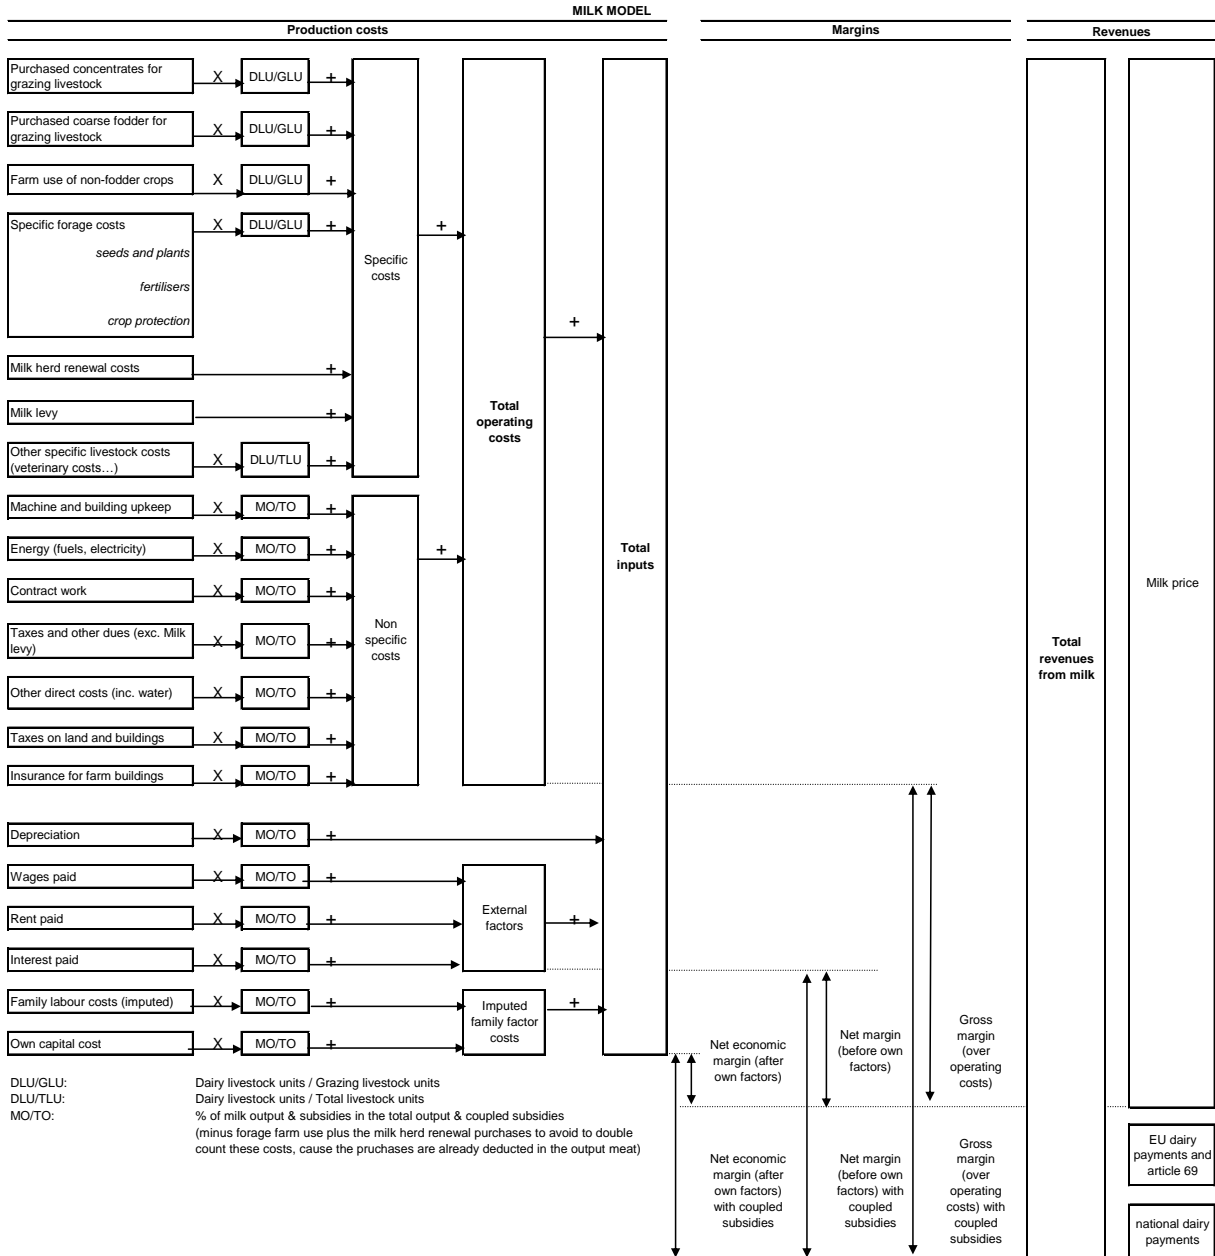 MILK MODEL
Production costs
Margins
Revenues
Purchased concentrates for
grazing livestock
X
DLU/GLU
+
Purchased coarse fodder for
grazing livestock
X
DLU/GLU
+
Farm use of non-fodder crops
X
DLU/GLU
+
Specific forage costs
X
DLU/GLU
+
seeds and plants
fertilisers
crop protection
Milk herd renewal costs
+
Milk levy
+
Other specific livestock costs
(veterinary costs…)
X
DLU/TLU
+
Specific
costs
+
Machine and building upkeep
X
MO/TO
+
Energy (fuels, electricity)
X
MO/TO
+
Contract work
X
MO/TO
+
Taxes and other dues (exc. Milk
levy)
X
MO/TO
+
Other direct costs (inc. water)
X
MO/TO
+
Taxes on land and buildings
X
MO/TO
+
Insurance for farm buildings
X
MO/TO
+
Non
specific
costs
+
Total
operating
costs
+
Depreciation
X
MO/TO
+
Wages paid
X
MO/TO
+
Rent paid
X
MO/TO
+
Interest paid
X
MO/TO
+
External
factors
+
Family labour costs (imputed)
X
MO/TO
+
Own capital cost
X
MO/TO
+
Imputed
family factor
costs
+
Total
inputs
Net economic
margin (after
own factors)
Net margin
(before own
factors)
Gross
margin
(over
operating
costs)
Net economic
margin (after
own factors)
with coupled
subsidies
Net margin
(before own
factors) with
coupled
subsidies
Gross
margin
(over
operating
costs) with
coupled
subsidies
Total
revenues
from milk
Milk price
EU dairy
payments and
article 69
national dairy
payments
DLU/GLU: Dairy livestock units / Grazing livestock units
DLU/TLU: Dairy livestock units / Total livestock units
MO/TO: % of milk output & subsidies in the total output & coupled subsidies
(minus forage farm use plus the milk herd renewal purchases to avoid to double
count these costs, cause the pruchases are already deducted in the output meat)